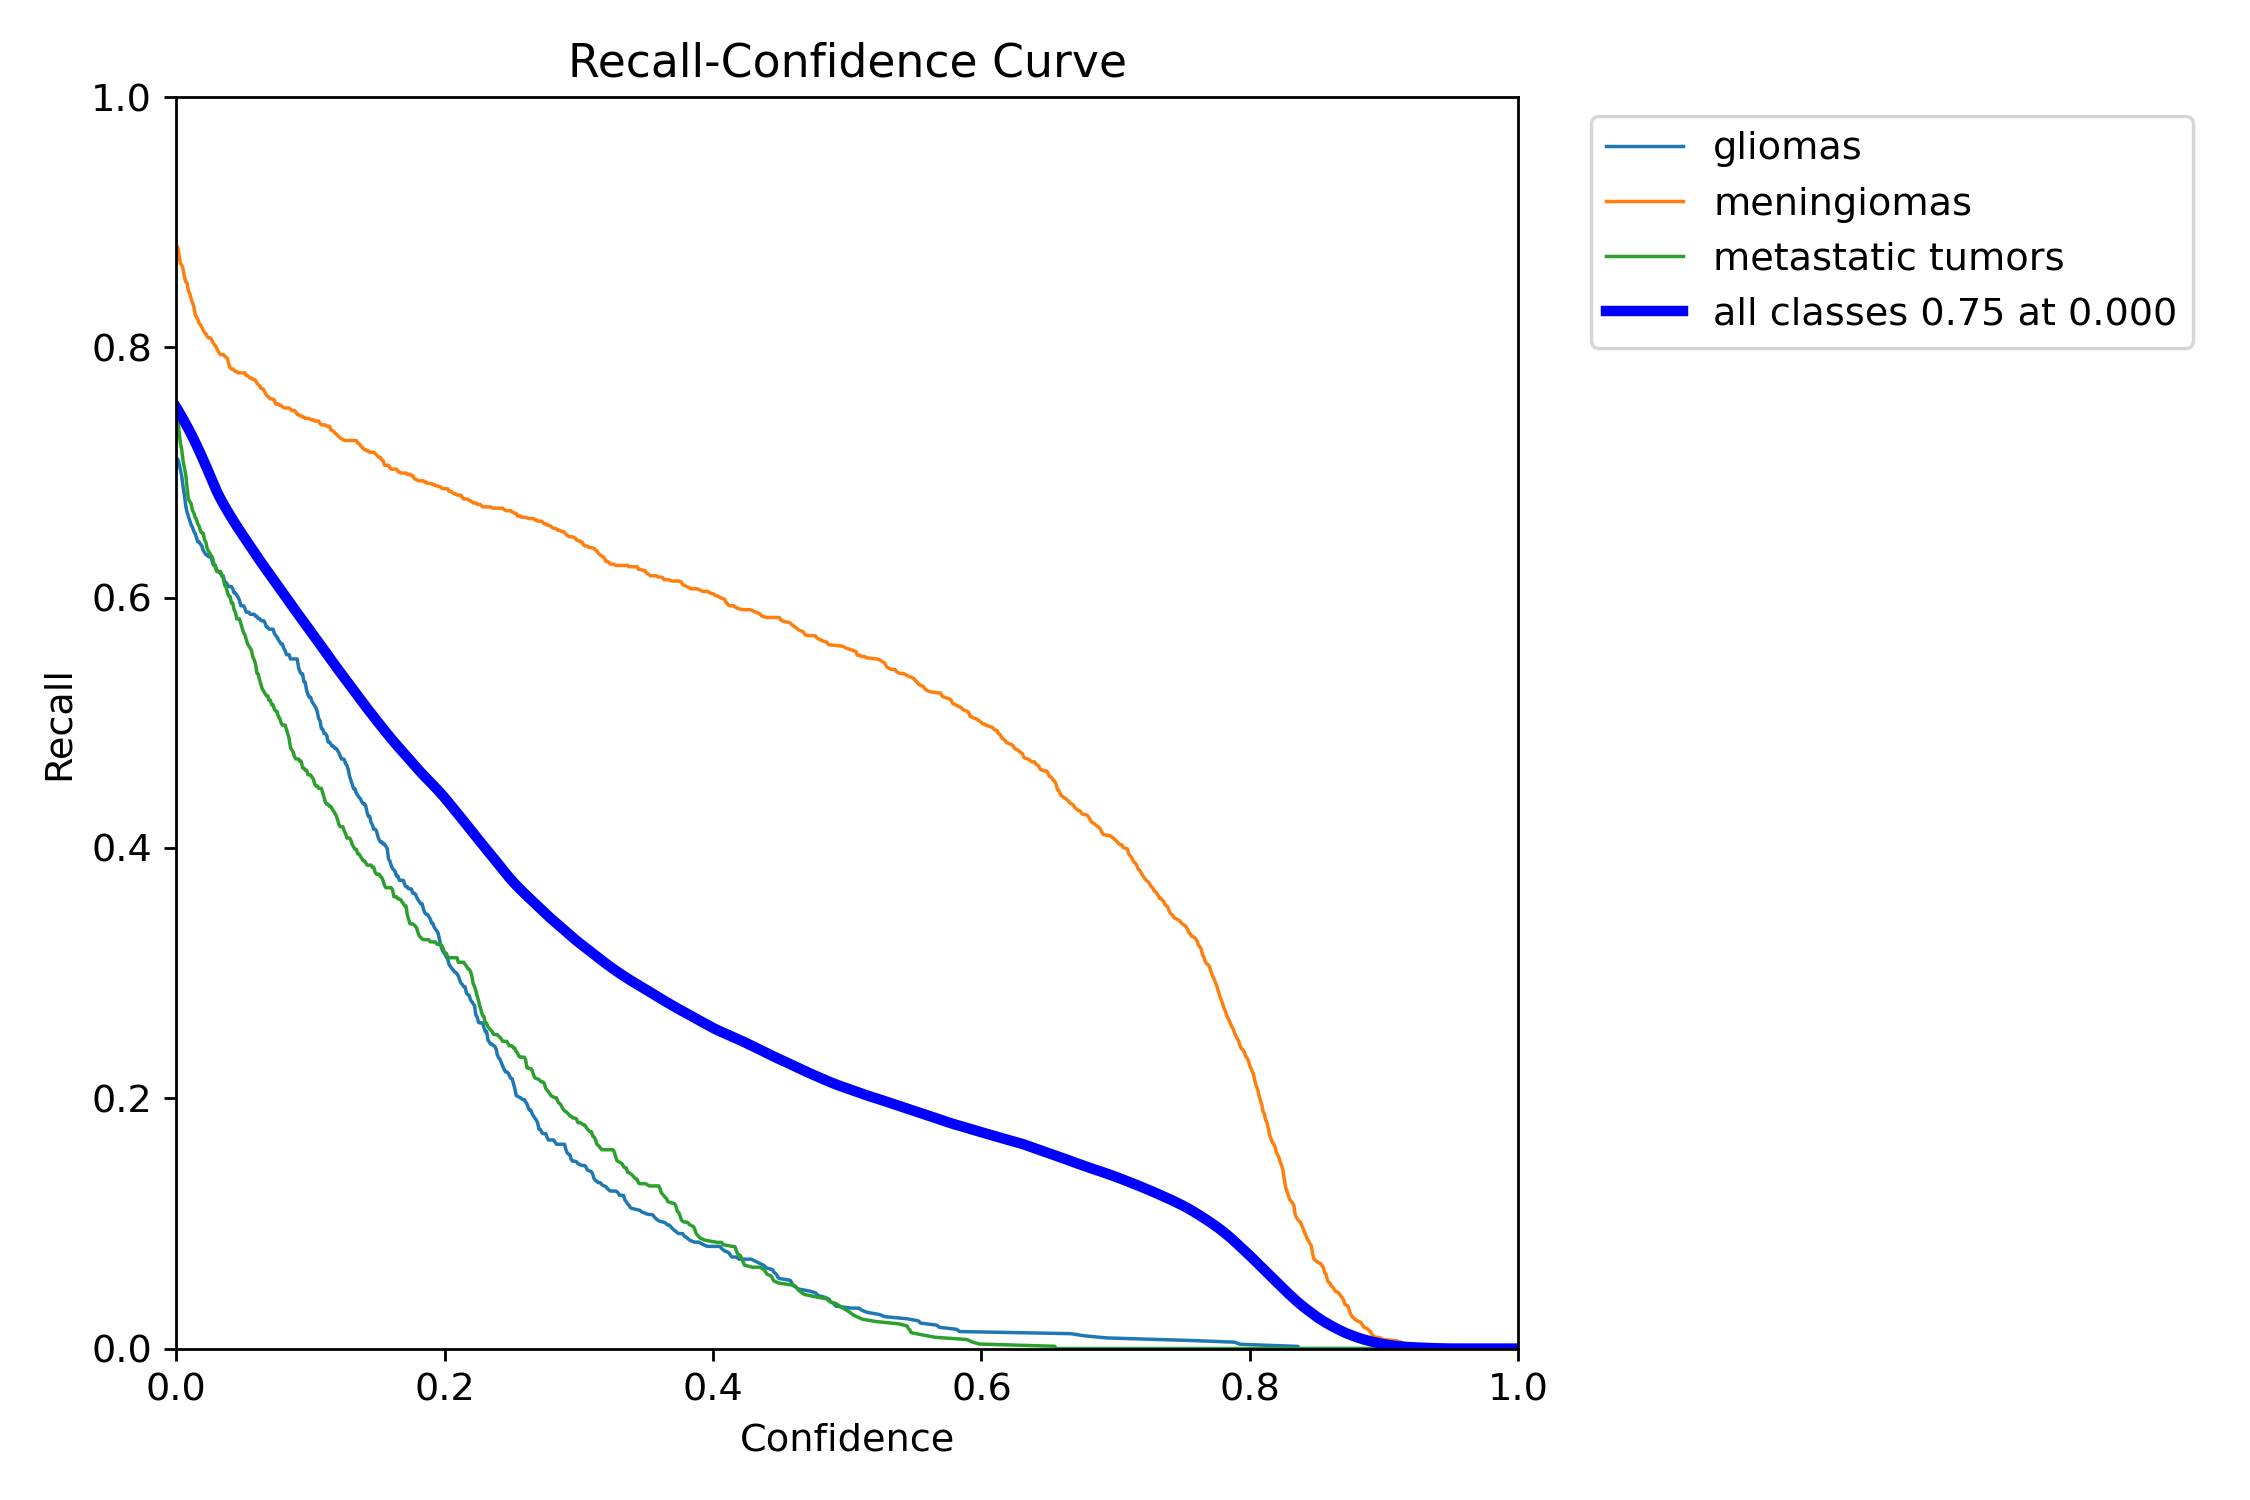 Recall-Confidence Curve
1.0
0.8
0.6
0.4
0.2
0.0
Recall
0.0 0.2 0.4 0.6 0.8 1.0
Confidence
gliomas
meningiomas
metastatic tumors
all classes 0.75 at 0.000